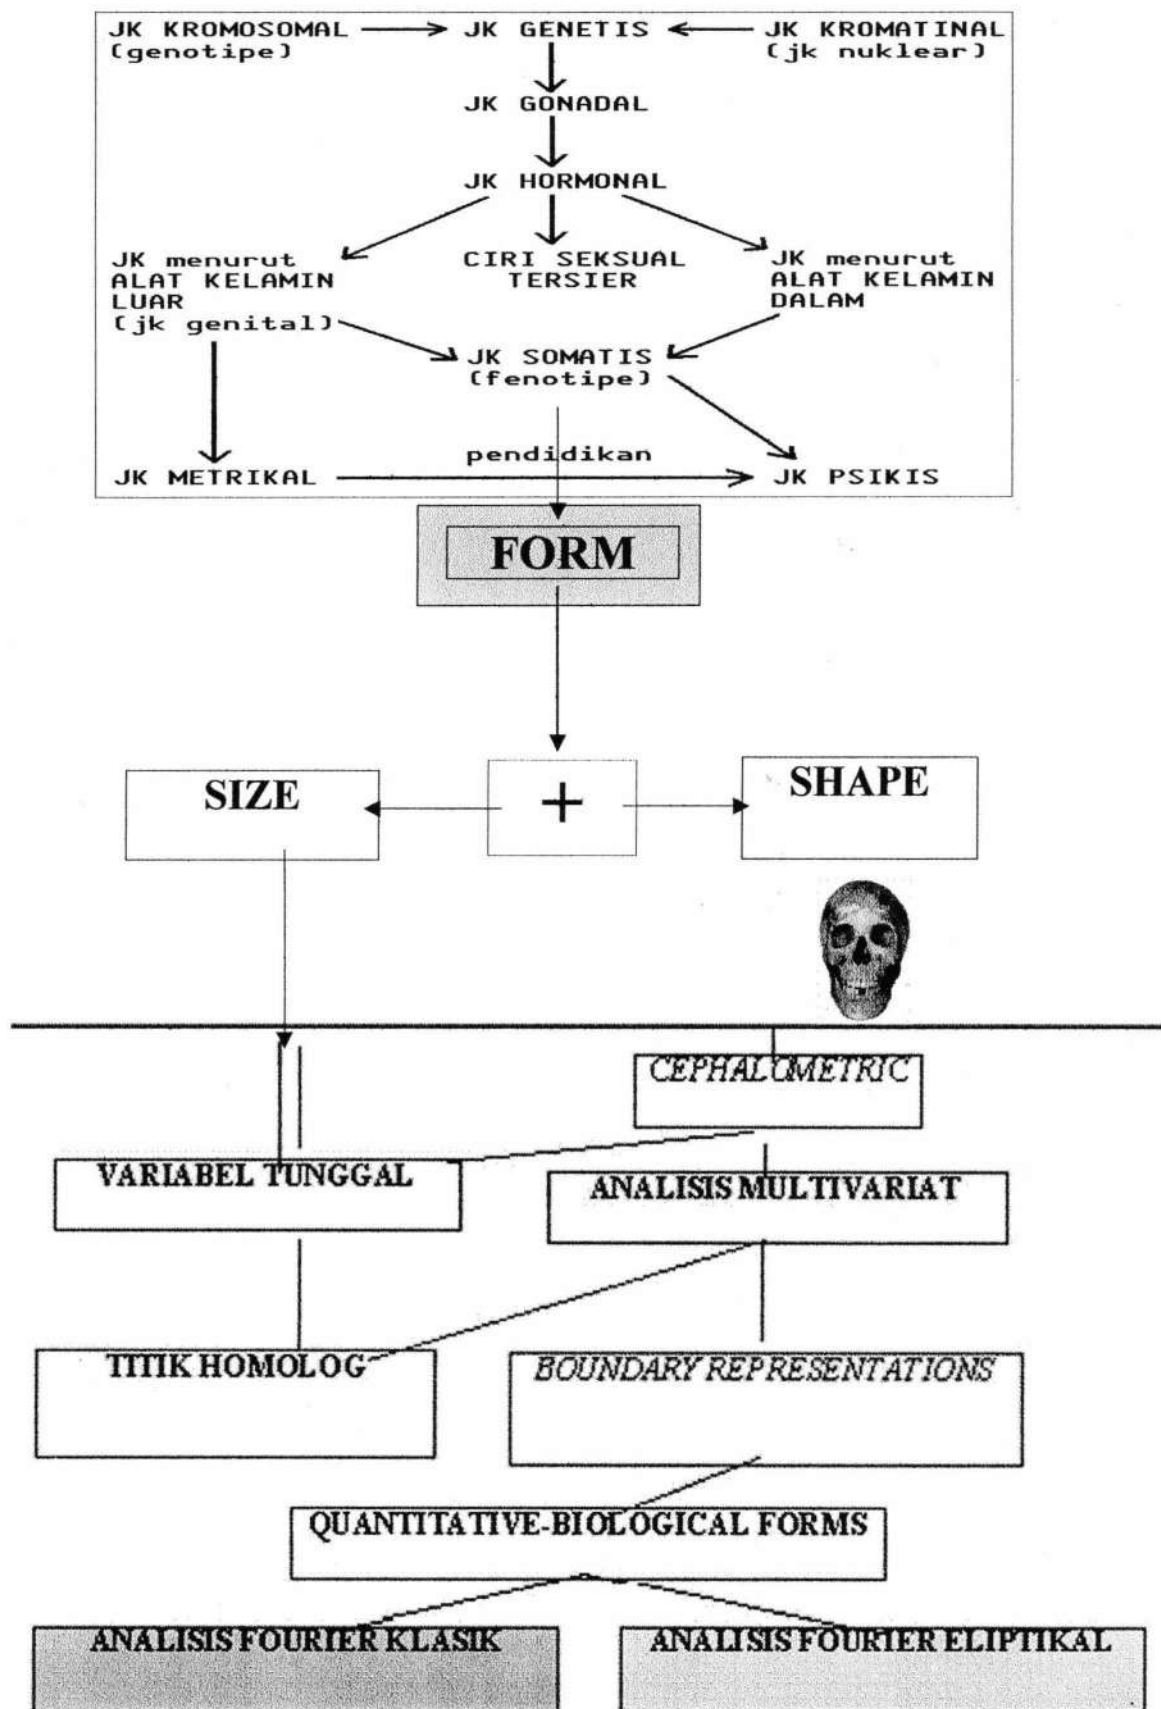 JK KROMOSOMAL
(genotipe)
JK GENETIS
JK KROMATINAL
(jk nuklear)
JK GONADAL
JK HORMONAL
JK menurut
ALAT KELAMIN
LUAR
(jk genital)
CIRI SEKSUAL
TERSIER
JK menurut
ALAT KELAMIN
DALAM
JK SOMATIS
(fenotipe)
pendidikan
JK METRIKAL
JK PSIKIS
FORM
SIZE
+
SHAPE
CEPHALOMETRIC
VARIABEL TUNGGAL
ANALISIS MULTIVARIAT
TITIK HOMOLOG
BOUNDARY REPRESENTATIONS
QUANTITATIVE-BIOLOGICAL FORMS
ANALISIS FOURIER KLASIK
ANALISIS FOURIER ELIPTIKAL